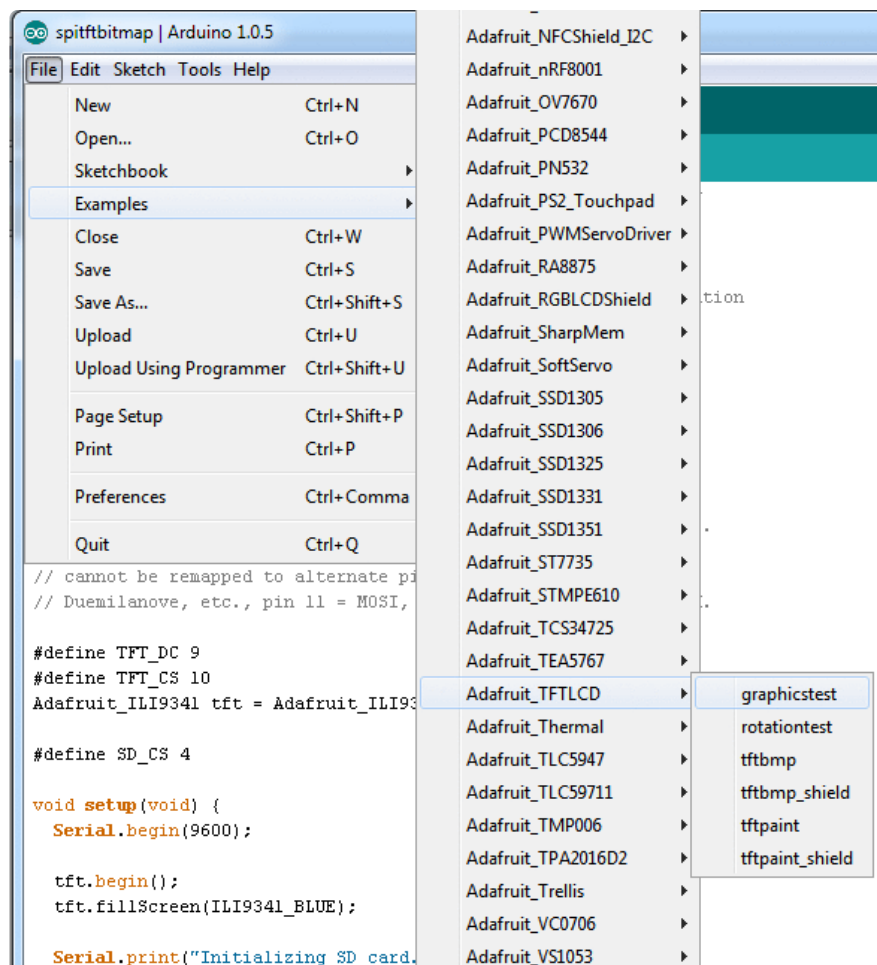 spitftbitmap | Arduino 1.0.5
File Edit Sketch Tools Help
New Ctrl+N
Open... Ctrl+O
Sketchbook
Examples
Close Ctrl+W
Save Ctrl+S
Save As... Ctrl+Shift+S
Upload Ctrl+U
Upload Using Programmer Ctrl+Shift+U
Page Setup Ctrl+Shift+P
Print Ctrl+P
Preferences Ctrl+Comma
Quit Ctrl+Q
Adafruit_NFCShield_I2C
Adafruit_nRF8001
Adafruit_OV7670
Adafruit_PCD8544
Adafruit_PN532
Adafruit_PS2_Touchpad
Adafruit_PWMServoDriver
Adafruit_RA8875
Adafruit_RGBLCDShield
Adafruit_SharpMem
Adafruit_SoftServo
Adafruit_SSD1305
Adafruit_SSD1306
Adafruit_SSD1325
Adafruit_SSD1331
Adafruit_SSD1351
Adafruit_ST7735
Adafruit_STMPE610
Adafruit_TCS34725
Adafruit_TEA5767
Adafruit_TFTLCD
Adafruit_Thermal
Adafruit_TLC5947
Adafruit_TLC59711
Adafruit_TMP006
Adafruit_TPA2016D2
Adafruit_Trellis
Adafruit_VC0706
Adafruit_VS1053
graphicstest
rotationtest
tftbmp
tftbmp_shield
tftpaint
tftpaint_shield
tion
// cannot be remapped to alternate pi
// Duemilanove, etc., pin 11 = MOSI,
#define TFT_DC 9
#define TFT_CS 10
Adafruit_ILI9341 tft = Adafruit_ILI93
#define SD_CS 4
void setup(void) {
Serial.begin(9600);
tft.begin();
tft.fillScreen(ILI9341_BLUE);
Serial.print("Initializing SD card.